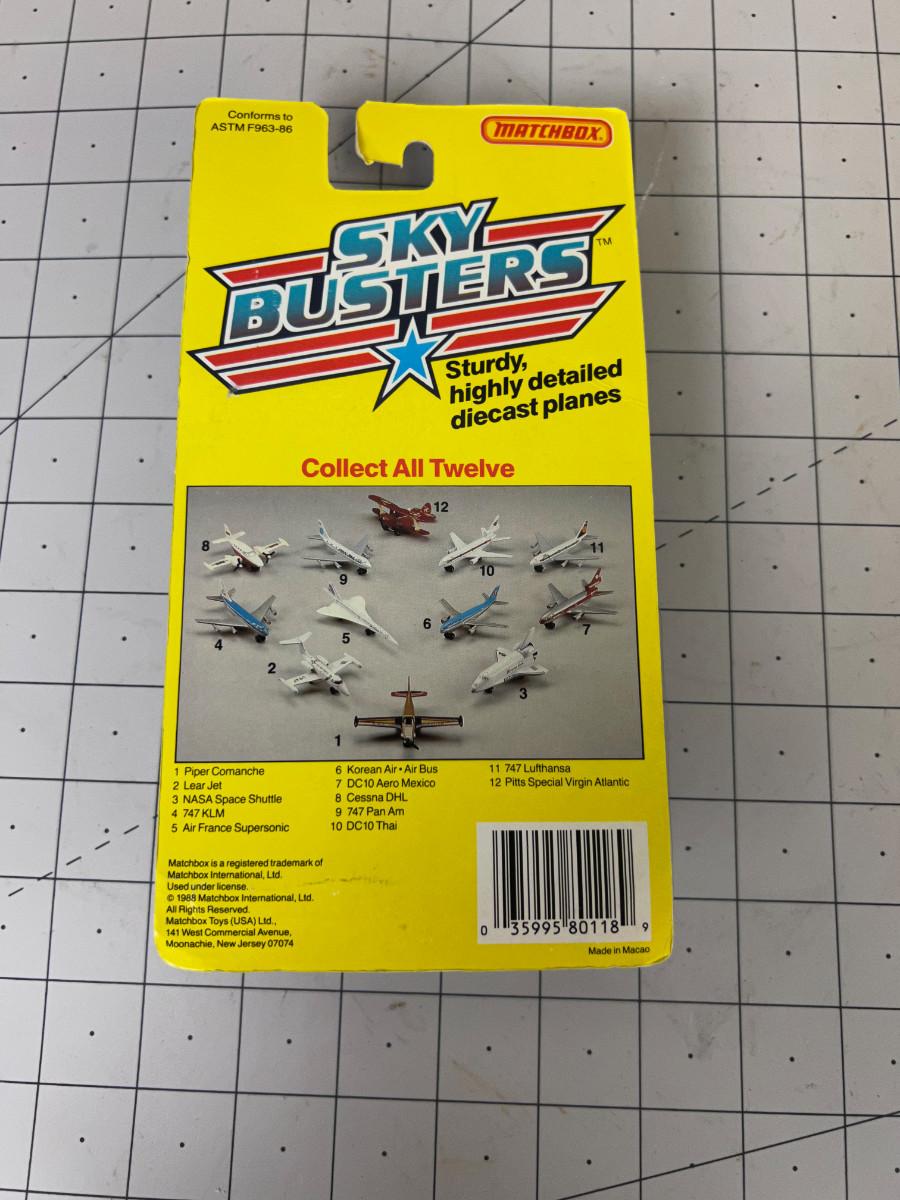 Conforms to
ASTM F963-86
MATCHBOX
SKY
BUSTERS
TM
Sturdy,
highly detailed
diecast planes
Collect All Twelve
12
8
9
10
11
4
5
6
7
2
3
1
1 Piper Comanche
2 Lear Jet
3 NASA Space Shuttle
4 747 KLM
5 Air France Supersonic
6 Korean Air • Air Bus
7 DC10 Aero Mexico
8 Cessna DHL
9 747 Pan Am
10 DC10 Thai
11 747 Lufthansa
12 Pitts Special Virgin Atlantic
Matchbox is a registered trademark of
Matchbox International, Ltd.
Used under license.
© 1988 Matchbox International, Ltd.
All Rights Reserved.
Matchbox Toys (USA) Ltd.,
141 West Commercial Avenue,
Moonachie, New Jersey 07074
0 35995 80118 9
Made in Macao